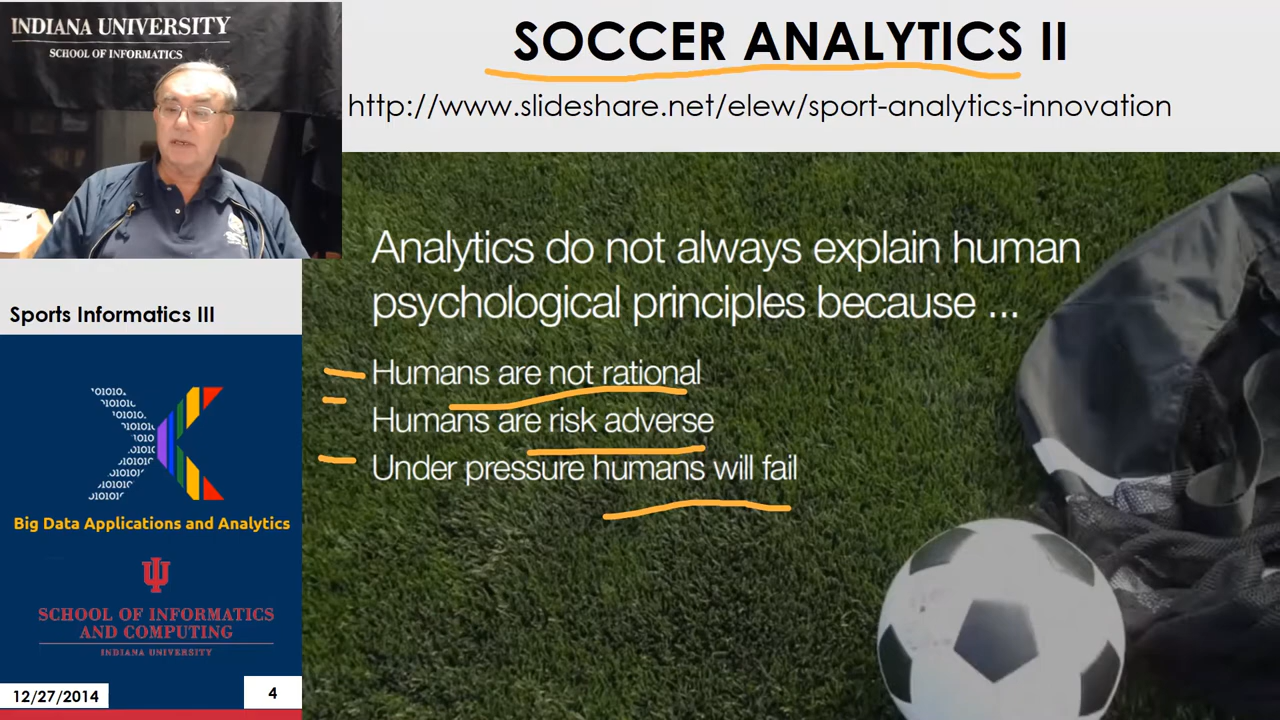 INDIANA UNIVERSITY
SCHOOL OF INFORMATICS
SOCCER ANALYTICS II
http://www.slideshare.net/elew/sport-analytics-innovation
Analytics do not always explain human
psychological principles because ...
Humans are not rational
Humans are risk adverse
Under pressure humans will fail
Sports Informatics III
Big Data Applications and Analytics
SCHOOL OF INFORMATICS
AND COMPUTING
INDIANA UNIVERSITY
12/27/2014
4